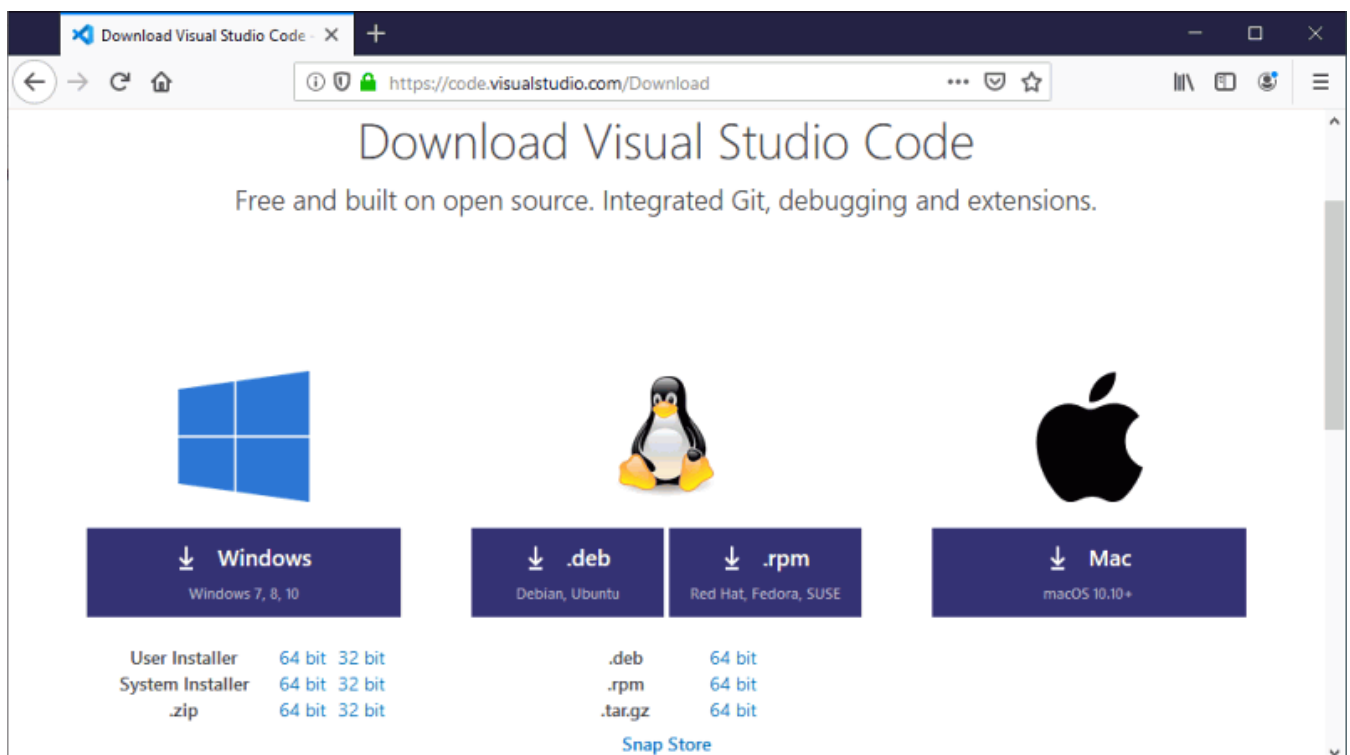 Download Visual Studio Code -
https://code.visualstudio.com/Download
Download Visual Studio Code
Free and built on open source. Integrated Git, debugging and extensions.
Windows
Windows 7, 8, 10
.deb
Debian, Ubuntu
.rpm
Red Hat, Fedora, SUSE
Mac
macOS 10.10+
User Installer 64 bit 32 bit
System Installer 64 bit 32 bit
.zip 64 bit 32 bit
.deb 64 bit
.rpm 64 bit
.tar.gz 64 bit
Snap Store